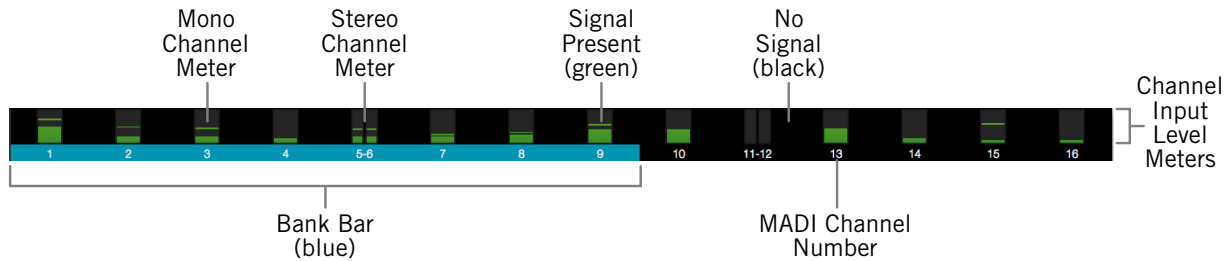 Mono
Channel
Meter
Stereo
Channel
Meter
Signal
Present
(green)
No
Signal
(black)
Channel
Input
Level
Meters
1 2 3 4 5-6 7 8 9 10 11-12 13 14 15 16
Bank Bar
(blue)
MADI Channel
Number